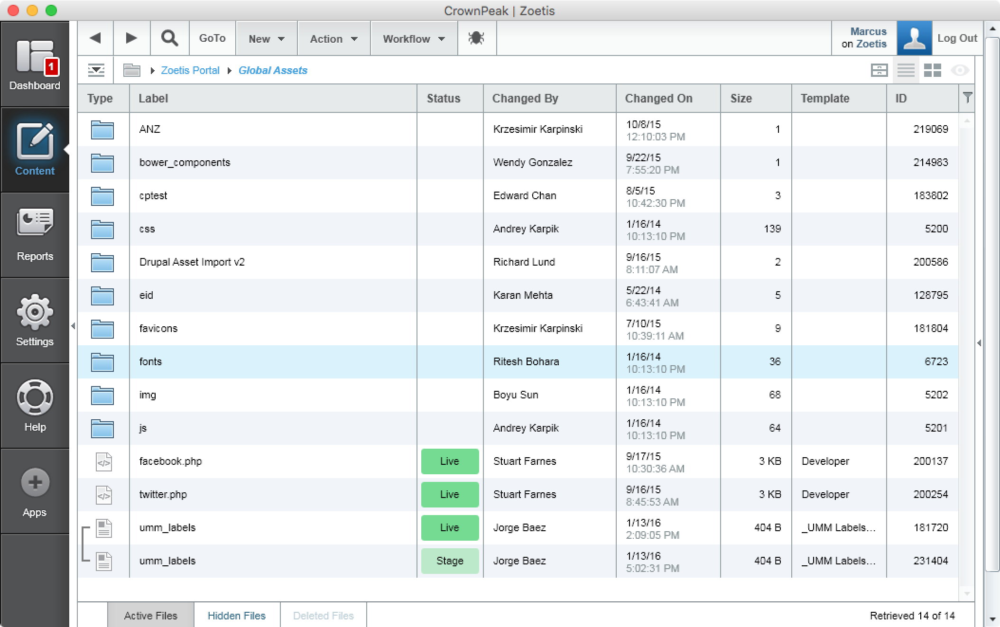 CrownPeak | Zoetis
GoTo New Action Workflow
Marcus
on Zoetis
Log Out
1
Dashboard
Content
Reports
Settings
Help
Apps
Zoetis Portal Global Assets
Type Label Status Changed By Changed On Size Template ID
ANZ Krzesimir Karpinski 10/8/15 1 219069
12:10:03 PM
bower_components Wendy Gonzalez 9/22/15 1 214983
7:55:20 PM
cptest Edward Chan 8/5/15 3 183802
10:42:30 PM
css Andrey Karpik 1/16/14 139 5200
10:13:10 PM
Drupal Asset Import v2 Richard Lund 9/16/15 2 200586
8:11:07 AM
eid Karan Mehta 5/22/14 5 128795
6:43:41 AM
favicons Krzesimir Karpinski 7/10/15 9 181804
10:39:11 AM
fonts Ritesh Bohara 1/16/14 36 6723
10:13:10 PM
img Boyu Sun 1/16/14 68 5202
10:13:10 PM
js Andrey Karpik 1/16/14 64 5201
10:13:10 PM
facebook.php Live Stuart Farnes 9/17/15 3 KB Developer 200137
10:30:36 AM
twitter.php Live Stuart Farnes 9/16/15 3 KB Developer 200254
8:45:53 AM
umm_labels Live Jorge Baez 1/13/16 404 B _UMM Labels... 181720
2:09:05 PM
umm_labels Stage Jorge Baez 1/13/16 404 B _UMM Labels... 231404
5:02:31 PM
Active Files Hidden Files Deleted Files Retrieved 14 of 14